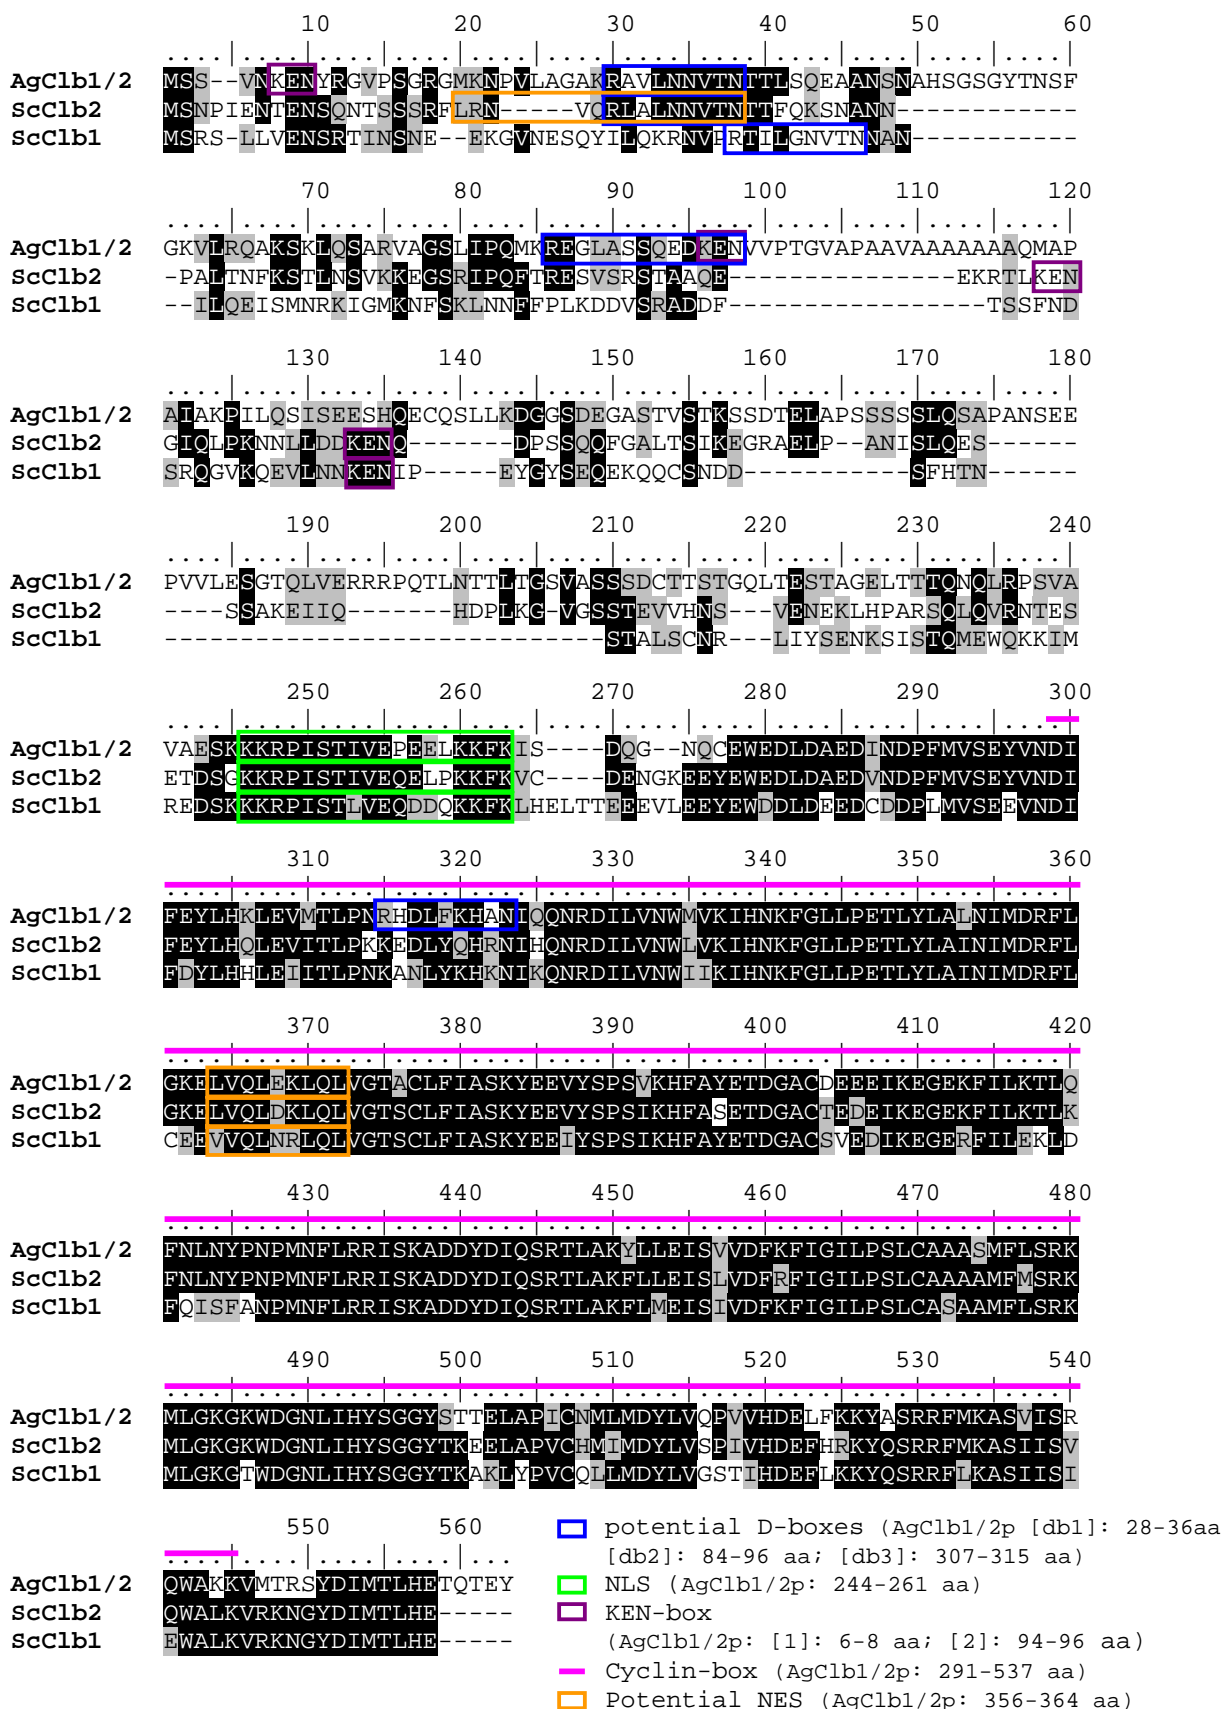 10 20 30 40 50 60
AgClb1/2 MSS--VNKENYRGVPSGRGMKNPVLAGAKRAVLNNVTNTTLSQEAANSNAHSGSGYTNSF
ScClb2 MSNPIENTENSQNTSSSRFLRN-----VQRLALNNVTNTTFQKSNANN------------
ScClb1 MSRS-LLVENSRTINSNE--EKGVNESQYILQKRNVPRTILGNVTNNAN-----------
70 80 90 100 110 120
AgClb1/2 GKVLRQAKSKLQSARVAGSLIPQMKREGLASSQEDKENVVPTGVAPAAVAAAAAAAQMAP
ScClb2 -PALTNFKSTLNSVKKEGSRIPQFTRESVSRSTAAQE---------------EKRTLKEN
ScClb1 --ILQEISMNRKIGMKNFSKLNNFFPLKDDVSRADDF-----------------TSSFND
130 140 150 160 170 180
AgClb1/2 AIAKPILQSISEESHQECQSLLKDGGSDEGASTVSTKSSDTELAPSSSSSLQSAPANSEE
ScClb2 GIQLPKNNLLDDKENQ-------DPSSQQFGALTSIKEGRAELP--ANISLQES------
ScClb1 SRQGVKQEVLNNKENIP-----EYGYSEQEKQQCSNDD-----------SFHTN------
190 200 210 220 230 240
AgClb1/2 PVVLESGTQLVERRRPQTLNTTLTGSVASSSDCTTSTGQLTESTAGELTTTQNQLRPSVA
ScClb2 ----SSAKEIIQ-------HDPLKG-VGSSTEVVHNS---VENEKLHPARSQLQVRNTES
ScClb1 -----------------------------STALSCNR---LIYSENKSISTQMEWQKKIM
250 260 270 280 290 300
AgClb1/2 VAESKKKRPISTIVEPEELKKFKIS----DQG--NQCEWEDLDAEDINDPFMVSEYVNDI
ScClb2 ETDSGKKRPISTIVEQELPKKFKVC----DENGKEEYEWEDLDAEDVNDPFMVSEYVNDI
ScClb1 REDSKKKRPISTLVEQDDQKKFKLHELTTEEEVLEEYEWDDLDEEDCDDPLMVSEEVNDI
310 320 330 340 350 360
AgClb1/2 FEYLHKLEVMTLPNRHDLFKHANIQQNRDILVNWMVKIHNKFGLLPETLYLALNIMDRFL
ScClb2 FEYLHQLEVITLPKKEDLYQHRNIHQNRDILVNWLVKIHNKFGLLPETLYLAINIMDRFL
ScClb1 FDYLHHLEIITLPNKANLYKHKNIKQNRDILVNWIIKIHNKFGLLPETLYLAINIMDRFL
370 380 390 400 410 420
AgClb1/2 GKELVQLEKLQLVGTACLFIASKYEEVYSPSVKHFAYETDGACDEEEIKEGEKFILKTLQ
ScClb2 GKELVQLDKLQLVGTSCLFIASKYEEVYSPSIKHFASETDGACTEDEIKEGEKFILKTLK
ScClb1 CEEVVQLNRLQLVGTSCLFIASKYEEIYSPSIKHFAYETDGACSVEDIKEGERFILEKLD
430 440 450 460 470 480
AgClb1/2 FNLNYPNPMNFLRRISKADDYDIQSRTLAKYLLEISVVDFKFIGILPSLCAAASMFLSRK
ScClb2 FNLNYPNPMNFLRRISKADDYDIQSRTLAKFLLEISLVDFRFIGILPSLCAAAAMFMSRK
ScClb1 FQISFANPMNFLRRISKADDYDIQSRTLAKFLMEISIVDFKFIGILPSLCASAAMFLSRK
490 500 510 520 530 540
AgClb1/2 MLGKGKWDGNLIHYSGGYSTTELAPICNMLMDYLVQPVVHDELFKKYASRRFMKASVISR
ScClb2 MLGKGKWDGNLIHYSGGYTKEELAPVCHMIMDYLVSPIVHDEFHRKYQSRRFMKASIISV
ScClb1 MLGKGTWDGNLIHYSGGYTKAKLYPVCQLLMDYLVGSTIHDEFLKKYQSRRFLKASIISI
550 560
AgClb1/2 QWAKKVMTRSYDIMTLHETQTEY
ScClb2 QWALKVRKNGYDIMTLHE-----
ScClb1 EWALKVRKNGYDIMTLHE-----
potential D-boxes (AgClb1/2p [db1]: 28-36aa
[db2]: 84-96 aa; [db3]: 307-315 aa)
NLS (AgClb1/2p: 244-261 aa)
KEN-box
(AgClb1/2p: [1]: 6-8 aa; [2]: 94-96 aa)
Cyclin-box (AgClb1/2p: 291-537 aa)
Potential NES (AgClb1/2p: 356-364 aa)